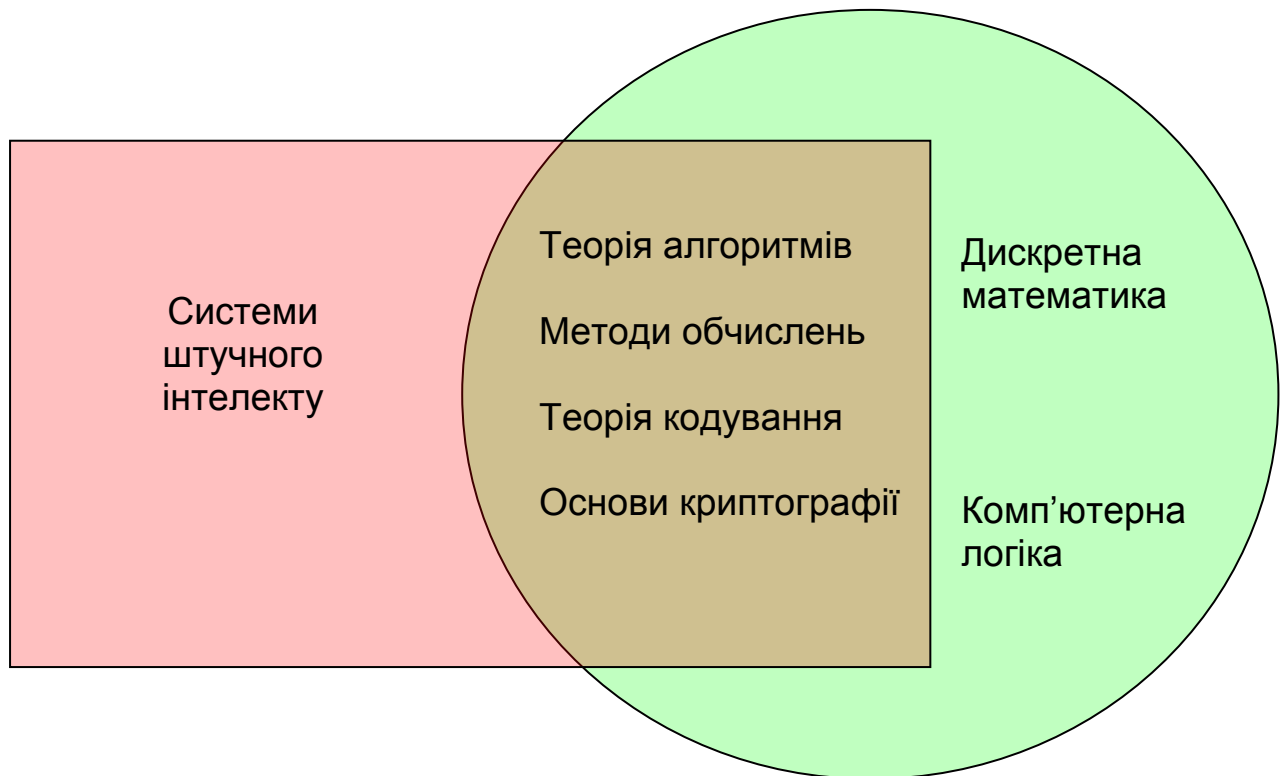 Системи
штучного
інтелекту
Теорія алгоритмів
Методи обчислень
Теорія кодування
Основи криптографії
Дискретна
математика
Комп’ютерна
логіка